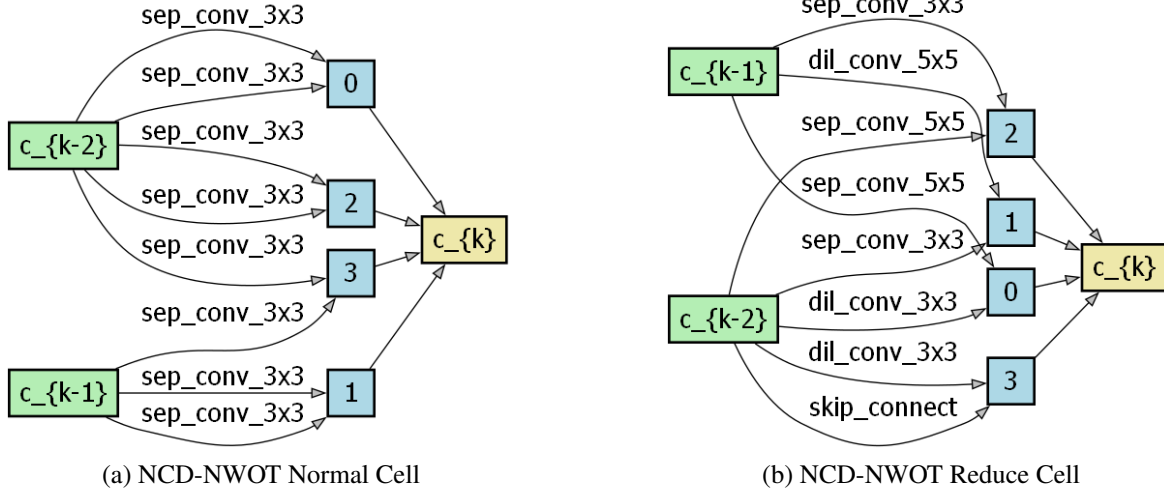 sep_conv_3x3
sep_conv_3x3
0
sep_conv_3x3
c_{k-2}
sep_conv_3x3
2
sep_conv_3x3
3
c_{k}
sep_conv_3x3
c_{k-1}
sep_conv_3x3
1
sep_conv_3x3
(a) NCD-NWOT Normal Cell
sep_conv_3x3
dil_conv_5x5
c_{k-1}
sep_conv_5x5
2
sep_conv_5x5
1
sep_conv_3x3
c_{k}
0
dil_conv_3x3
c_{k-2}
dil_conv_3x3
3
skip_connect
(b) NCD-NWOT Reduce Cell